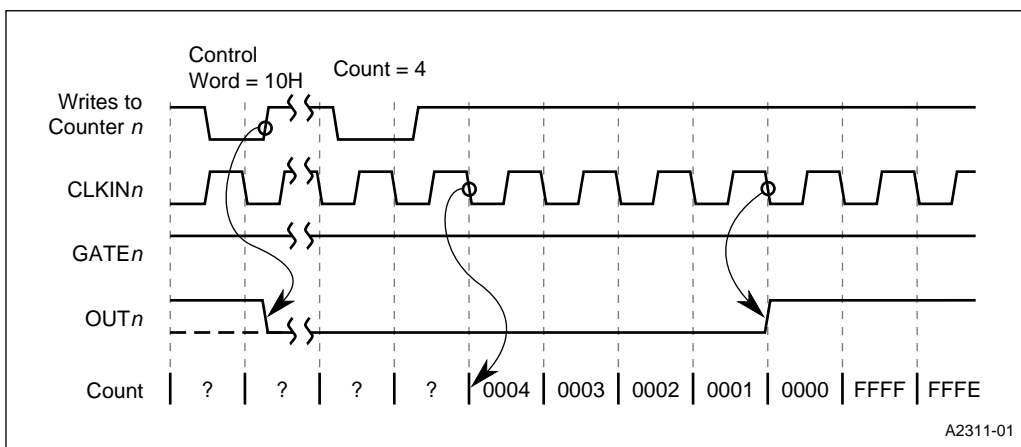 Control
Word = 10H
Count = 4
Writes to
Counter n
CLKINn
GATEn
OUTn
Count ? ? ? ? 0004 0003 0002 0001 0000 FFFF FFFE
A2311-01